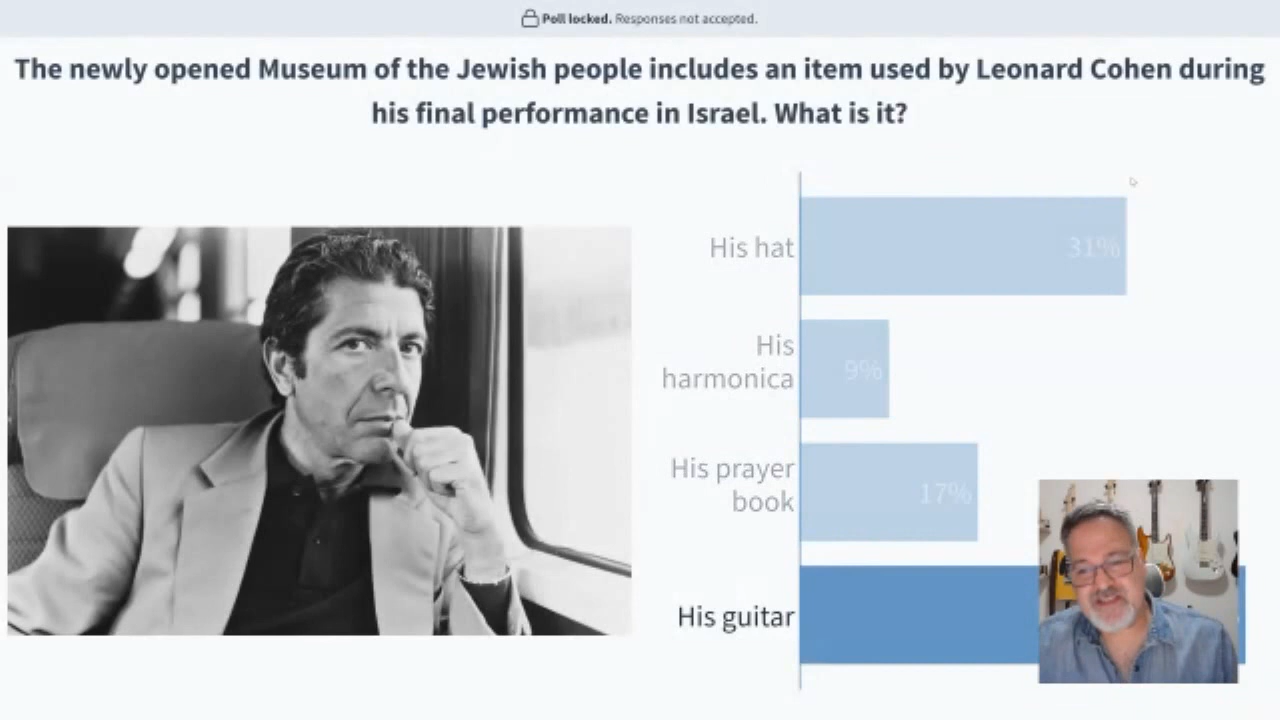 Poll locked. Responses not accepted.
The newly opened Museum of the Jewish people includes an item used by Leonard Cohen during
his final performance in Israel. What is it?
His hat
31%
His
harmonica
9%
His prayer
book
17%
His guitar